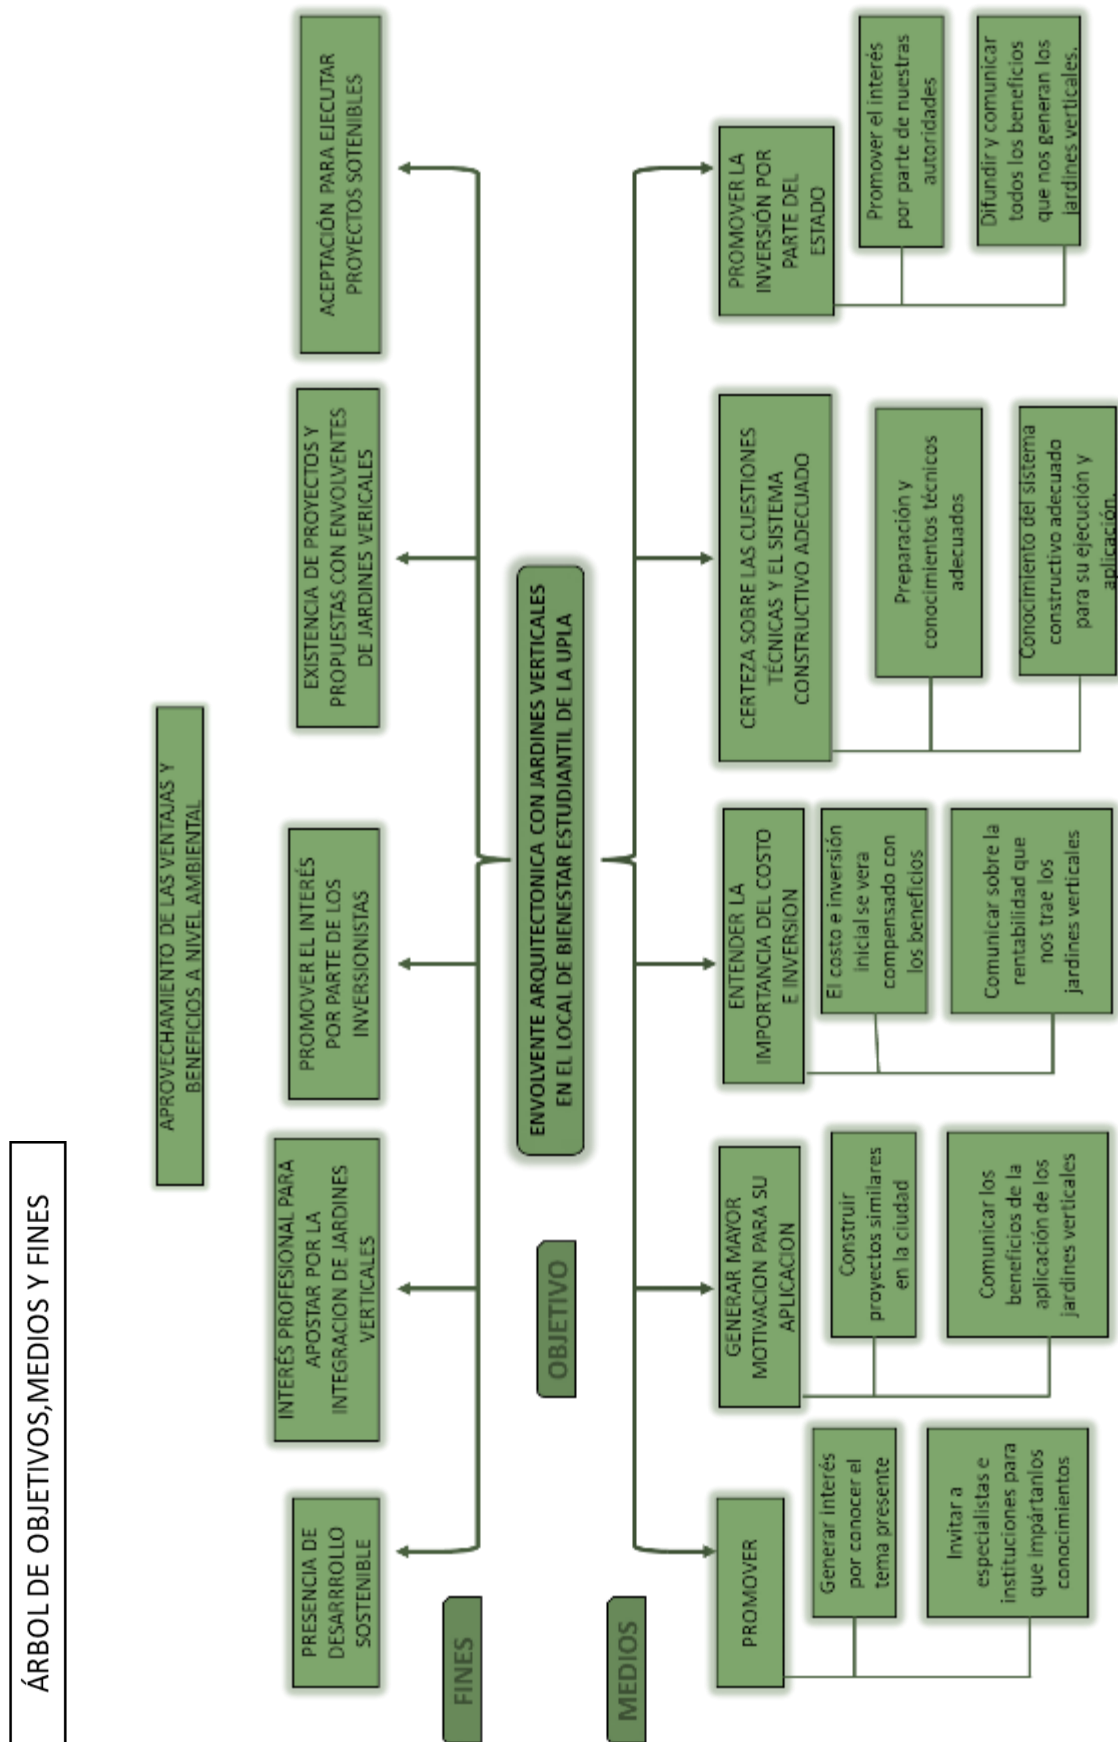 ÁRBOL DE OBJETIVOS,MEDIOS Y FINES
APROVECHAMIENTO DE LAS VENTAJAS Y
BENEFICIOS A NIVEL AMBIENTAL
PRESENCIA DE
DESARRROLLO
SOSTENIBLE
INTERÉS PROFESIONAL PARA
APOSTAR POR LA
INTEGRACION DE JARDINES
VERTICALES
PROMOVER EL INTERÉS
POR PARTE DE LOS
INVERSIONISTAS
EXISTENCIA DE PROYECTOS Y
PROPUESTAS CON ENVOLVENTES
DE JARDINES VERICALES
ACEPTACIÓN PARA EJECUTAR
PROYECTOS SOTENIBLES
FINES
OBJETIVO
ENVOLVENTE ARQUITECTONICA CON JARDINES VERTICALES
EN EL LOCAL DE BIENESTAR ESTUDIANTIL DE LA UPLA
MEDIOS
PROMOVER
Generar interés
por conocer el
tema presente
Invitar a
especialistas e
instituciones para
que impártanlos
conocimientos
GENERAR MAYOR
MOTIVACION PARA SU
APLICACION
Construir
proyectos similares
en la ciudad
Comunicar los
beneficios de la
aplicación de los
jardines verticales
ENTENDER LA
IMPORTANCIA DEL COSTO
E INVERSION
El costo e inversión
inicial se vera
compensado con
los beneficios
Comunicar sobre la
rentabilidad que
nos trae los
jardines verticales
CERTEZA SOBRE LAS CUESTIONES
TÉCNICAS Y EL SISTEMA
CONSTRUCTIVO ADECUADO
Preparación y
conocimientos técnicos
adecuados
Conocimiento del sistema
constructivo adecuado
para su ejecución y
aplicación.
PROMOVER LA
INVERSIÓN POR
PARTE DEL
ESTADO
Promover el interés
por parte de nuestras
autoridades
Difundir y comunicar
todos los beneficios
que nos generan los
jardines verticales.